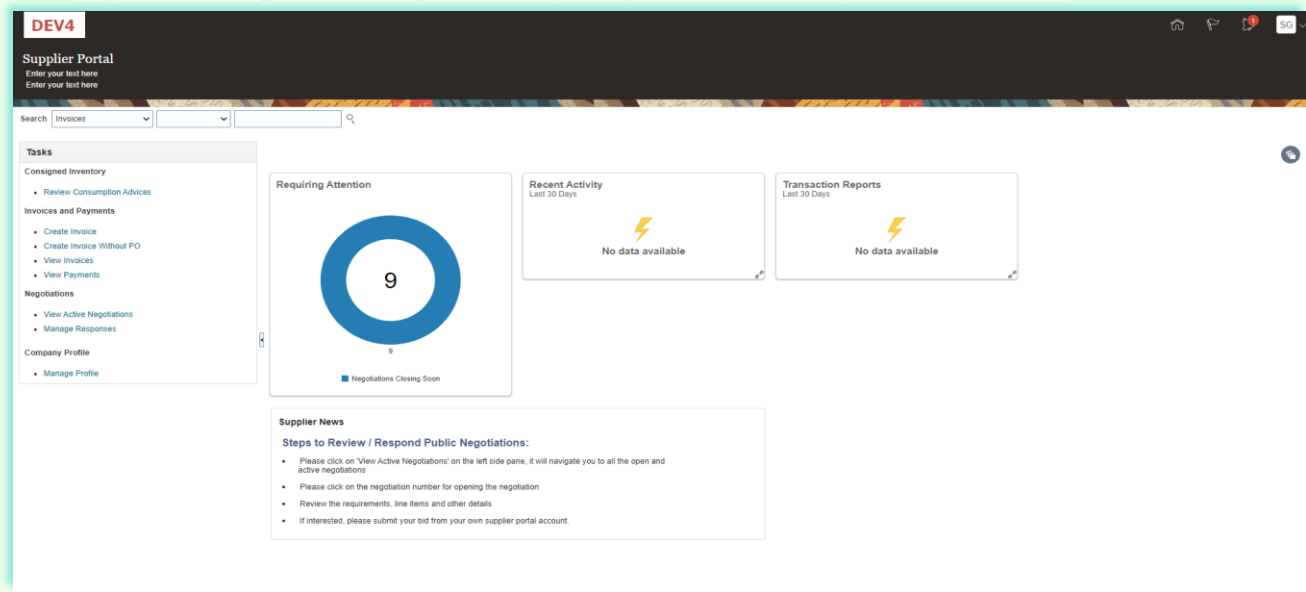 DEV4
1
SG
Supplier Portal
Enter your text here
Enter your text here
Search Invoices
Tasks
Consigned Inventory
Review Consumption Advices
Invoices and Payments
Create Invoice
Create Invoice Without PO
View Invoices
View Payments
Negotiations
View Active Negotiations
Manage Responses
Company Profile
Manage Profile
Requiring Attention
9
9
Negotiations Closing Soon
Recent Activity
Last 30 Days
No data available
Transaction Reports
Last 30 Days
No data available
Supplier News
Steps to Review / Respond Public Negotiations:
Please click on 'View Active Negotiations' on the left side pane, it will navigate you to all the open and
active negotiations
Please click on the negotiation number for opening the negotiation
Review the requirements, line items and other details
If interested, please submit your bid from your own supplier portal account.